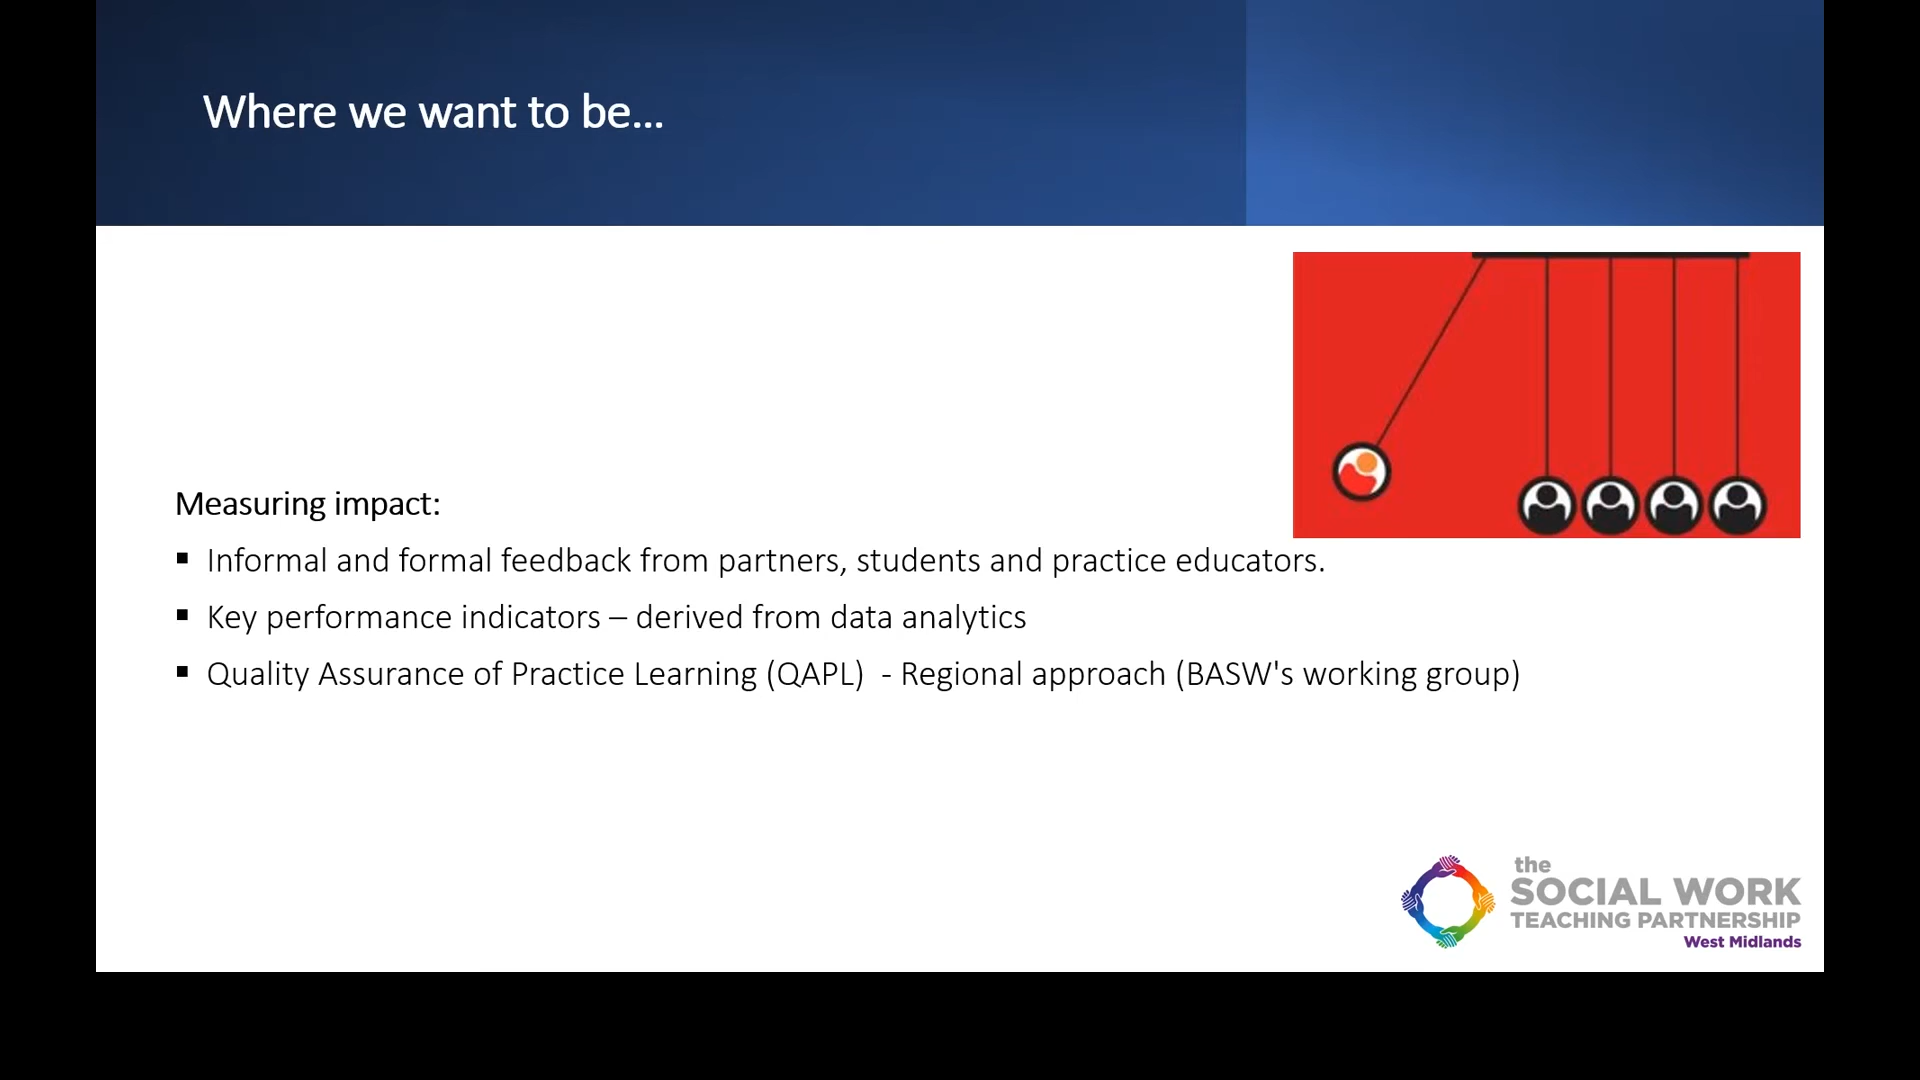 Where we want to be...
Measuring impact:
▪ Informal and formal feedback from partners, students and practice educators.
▪ Key performance indicators – derived from data analytics
▪ Quality Assurance of Practice Learning (QAPL)  - Regional approach (BASW's working group)
the
SOCIAL WORK
TEACHING PARTNERSHIP
West Midlands